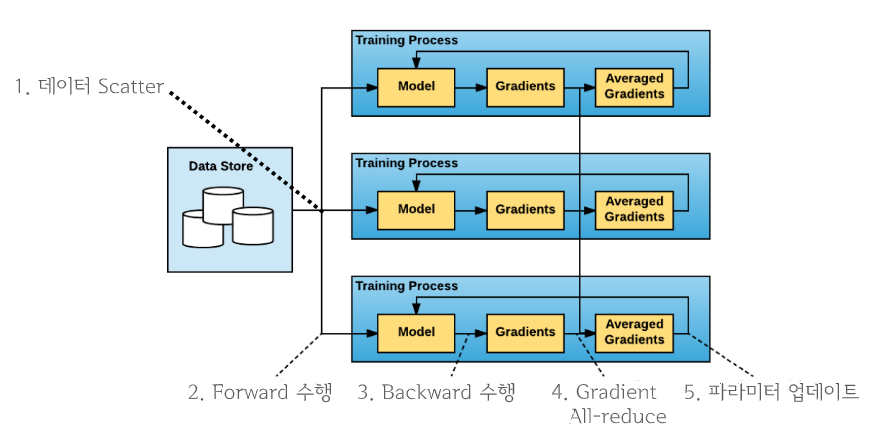 Training Process
Model
Gradients
Averaged
Gradients
1. 데이터 Scatter
Data Store
Training Process
Model
Gradients
Averaged
Gradients
Training Process
Model
Gradients
Averaged
Gradients
2. Forward 수행
3. Backward 수행
4. Gradient
All-reduce
5. 파라미터 업데이트